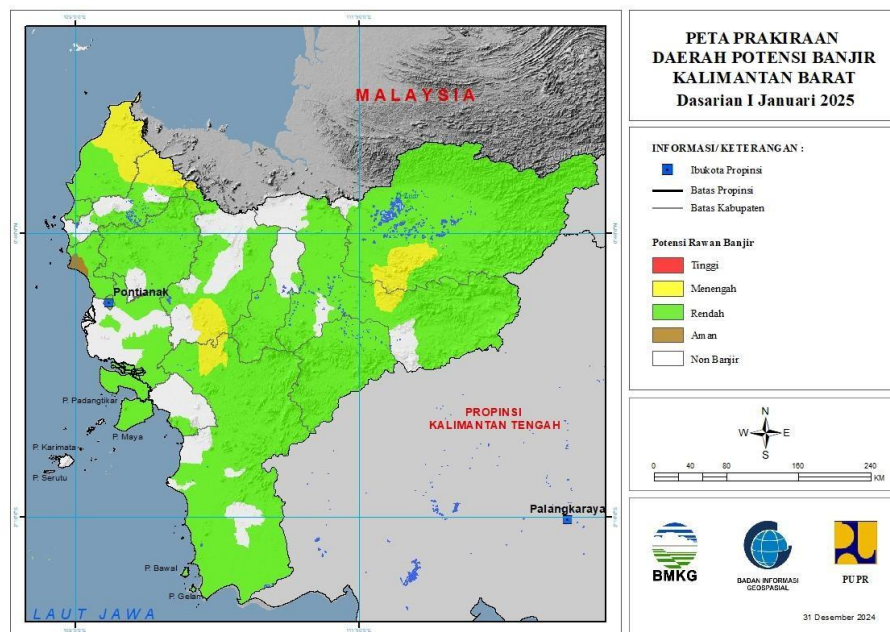 PETA PRAKIRAAN
DAERAH POTENSI BANJIR
KALIMANTAN BARAT
Dasarian I Januari 2025
INFORMASI/ KETERANGAN :
Ibukota Propinsi
Batas Propinsi
Batas Kabupaten
Potensi Rawan Banjir
Tinggi
Menengah
Rendah
Aman
Non Banjir
N
W E
S
0 40 80 160 240
KM
BMKG
BADAN INFORMASI
GEOSPASIAL
PUPR
31 Desember 2024
MALAYSIA
Pontianak
P. Padangtikar
P. Maya
P. Karimata
P. Serutu
PROPINSI
KALIMANTAN TENGAH
Palangkaraya
P. Bawal
P. Gelam
LAUT JAWA